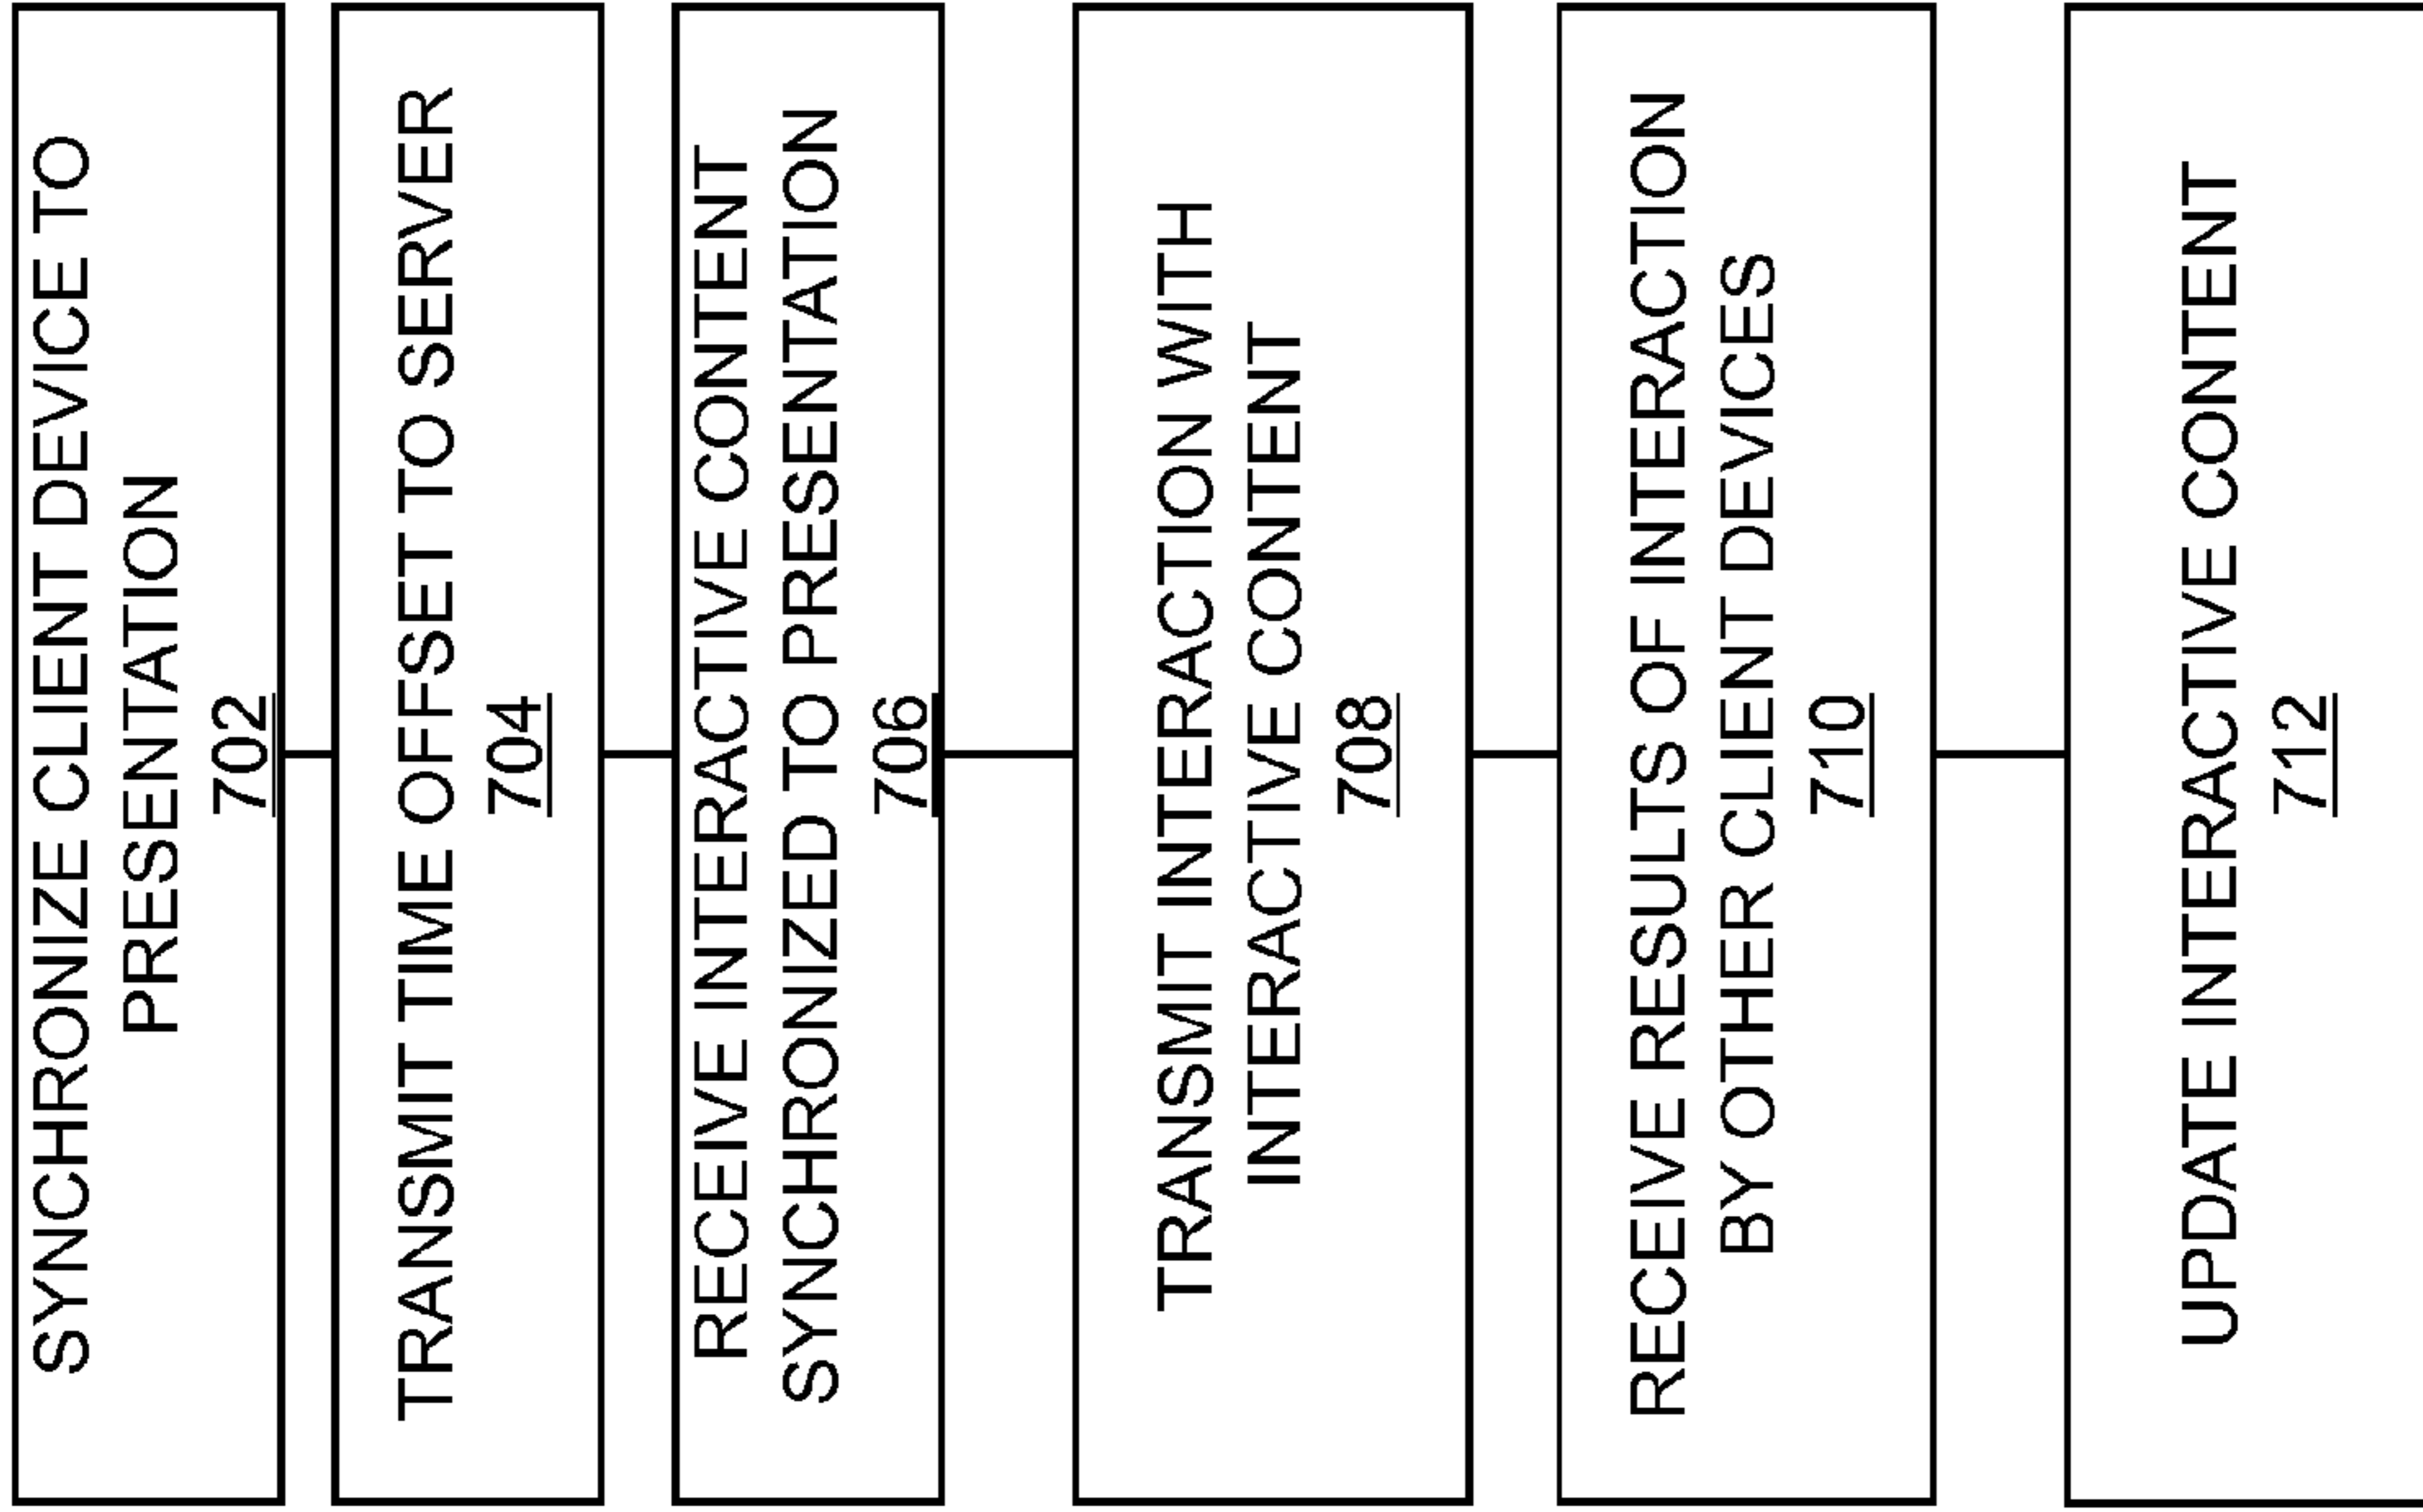 SYNCHRONIZE CLIENT DEVICE TO
PRESENTATION
702
TRANSMIT TIME OFFSET TO SERVER
704
RECEIVE INTERACTIVE CONTENT
SYNCHRONIZED TO PRESENTATION
706
TRANSMIT INTERACTION WITH
INTERACTIVE CONTENT
708
RECEIVE RESULTS OF INTERACTION
BY OTHER CLIENT DEVICES
710
UPDATE INTERACTIVE CONTENT
712